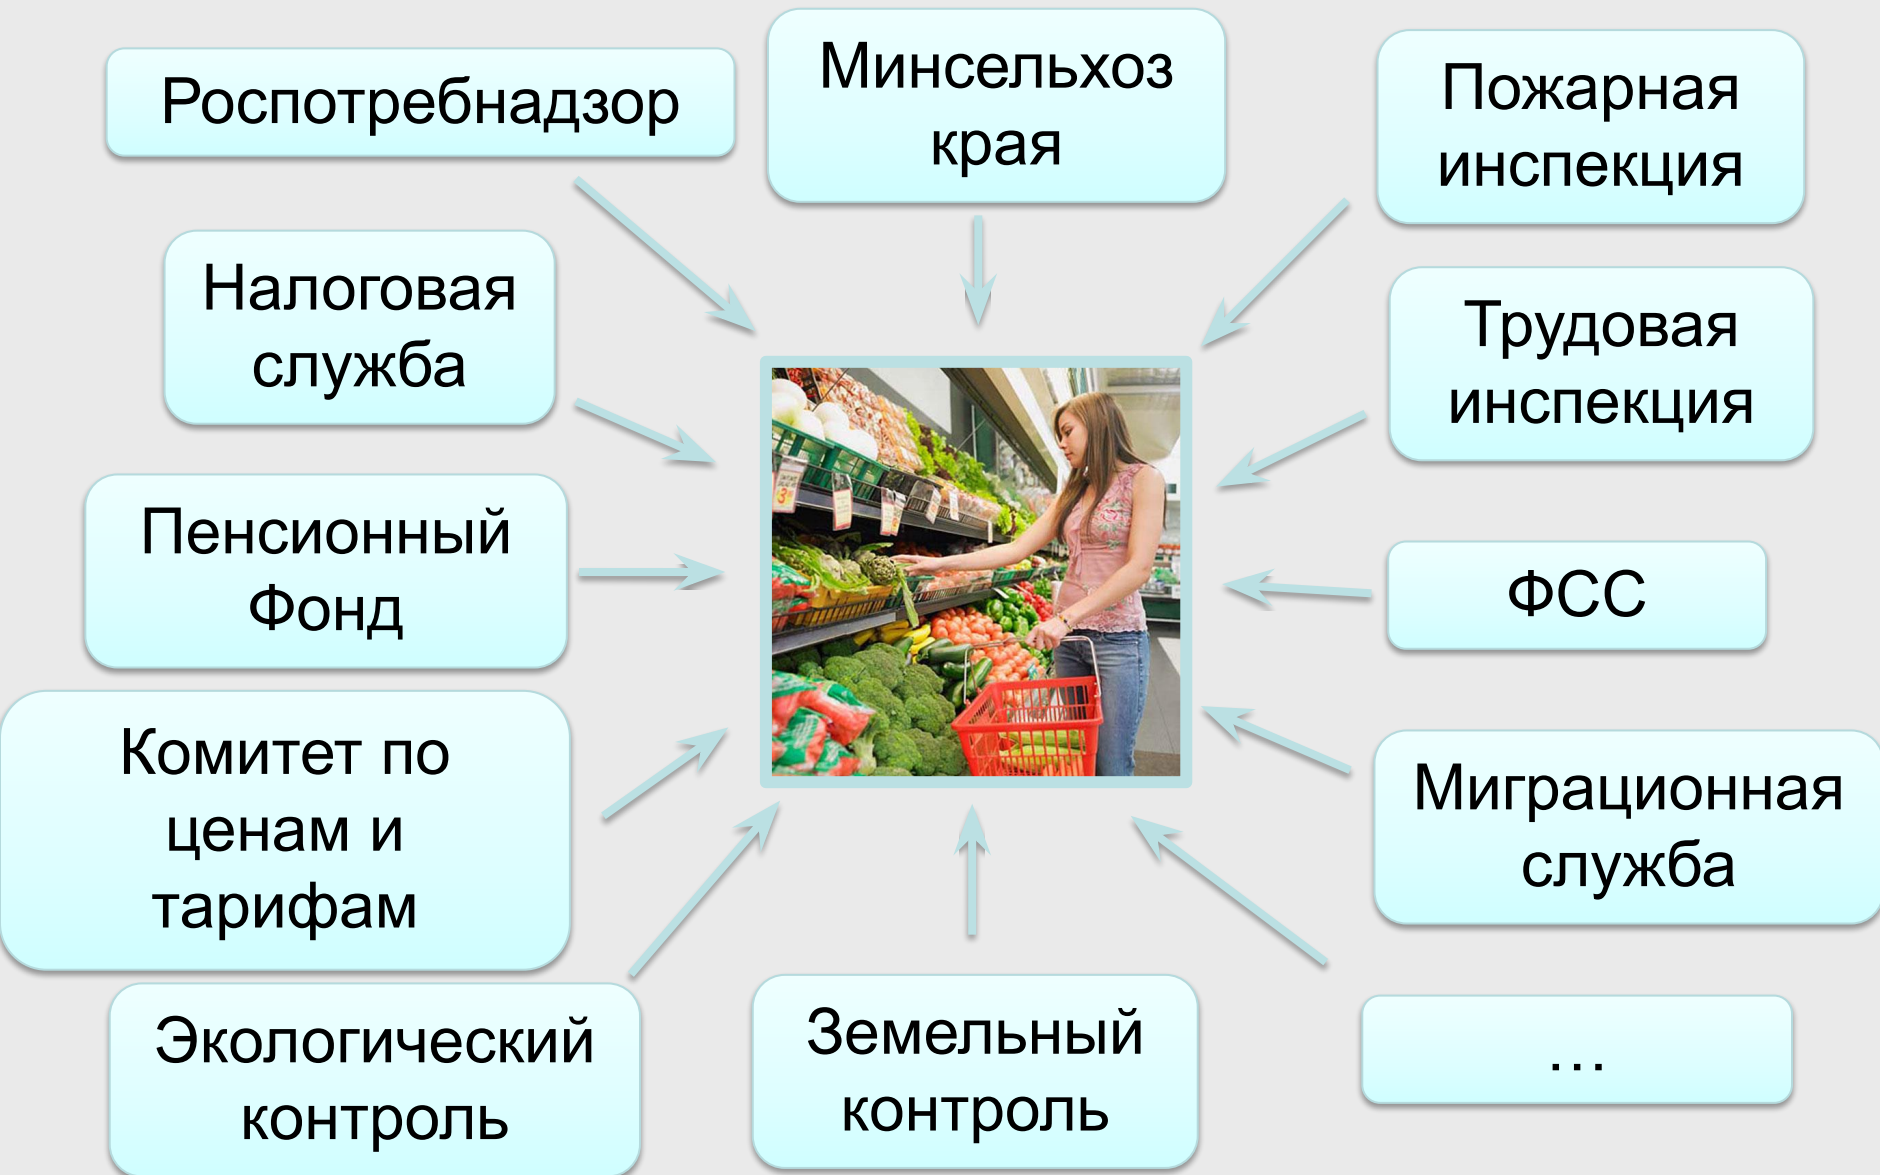 Роспотребнадзор
Минсельхоз
края
Пожарная
инспекция
Налоговая
служба
Трудовая
инспекция
Пенсионный
Фонд
ФСС
Комитет по
ценам и
тарифам
Миграционная
служба
Экологический
контроль
Земельный
контроль
…